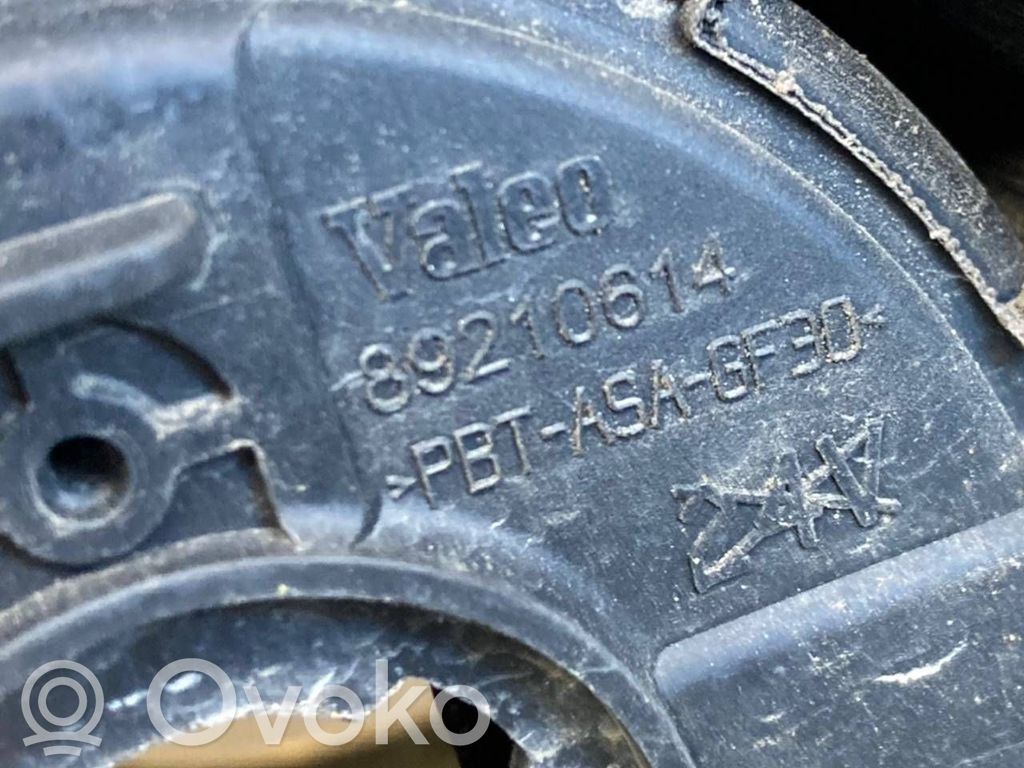 Valeo
89210614
>PBT-ASA-GF30<
Ovoko